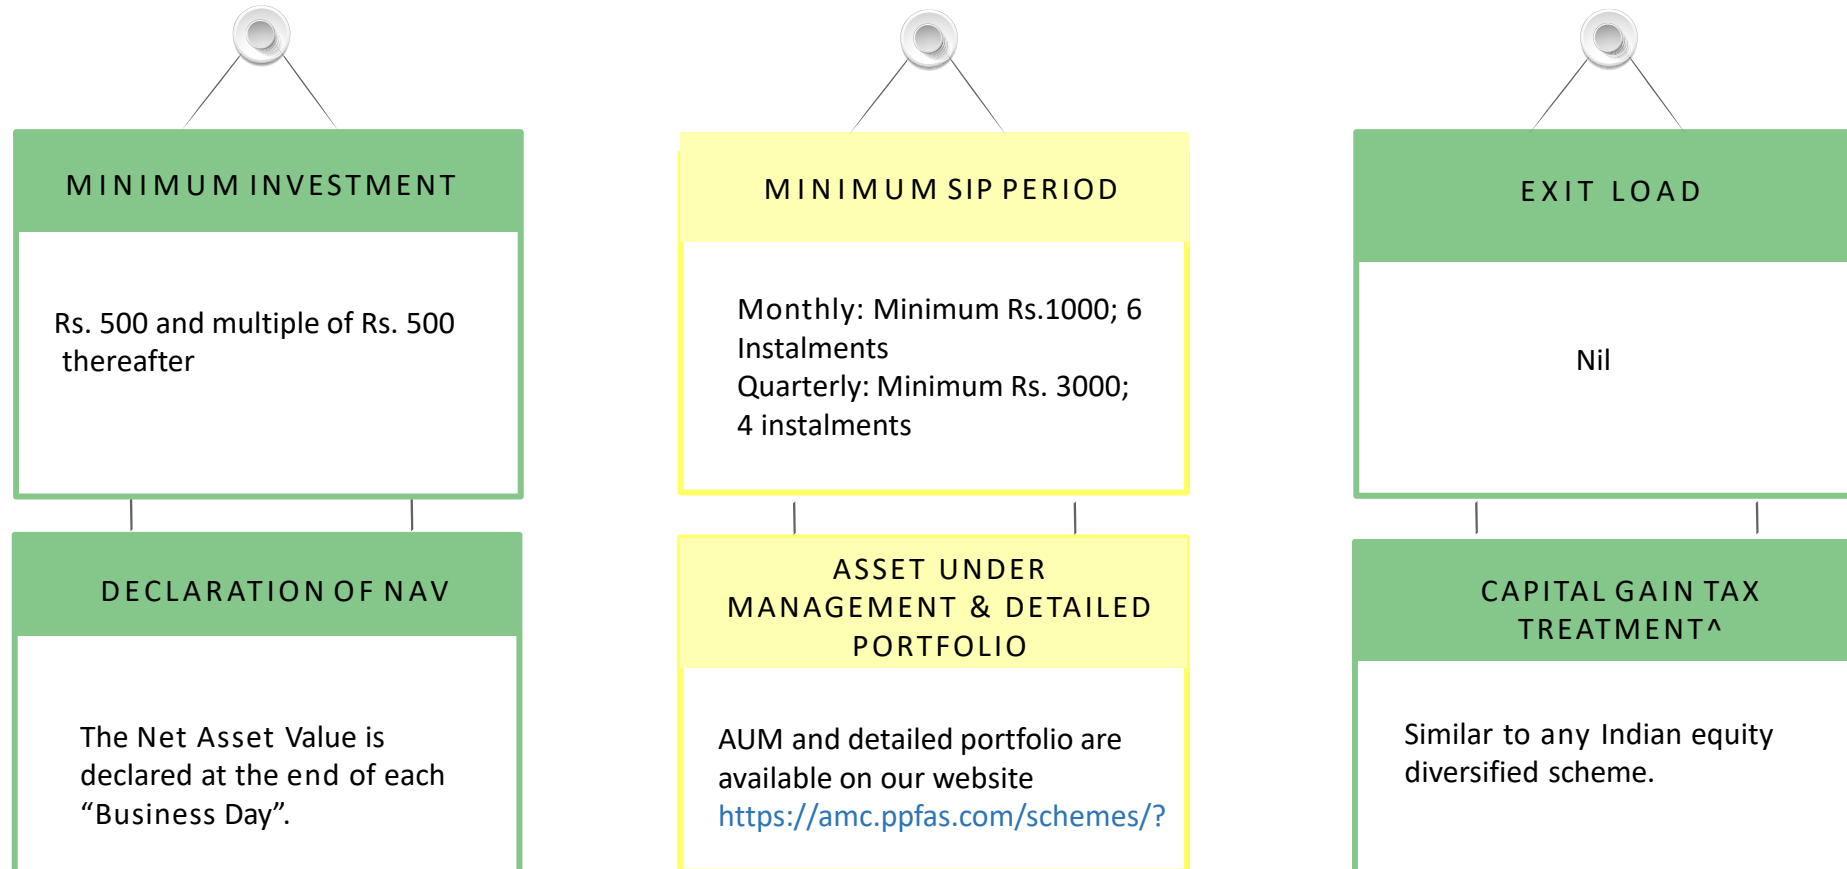 MINIMUM INVESTMENT
Rs. 500 and multiple of Rs. 500
thereafter
MINIMUM SIP PERIOD
Monthly: Minimum Rs.1000; 6
Instalments
Quarterly: Minimum Rs. 3000;
4 instalments
EXIT LOAD
Nil
DECLARATION OF NAV
The Net Asset Value is
declared at the end of each
“Business Day”.
ASSET UNDER
MANAGEMENT & DETAILED
PORTFOLIO
AUM and detailed portfolio are
available on our website
https://amc.ppfas.com/schemes/?
CAPITAL GAIN TAX
TREATMENT^
Similar to any Indian equity
diversified scheme.